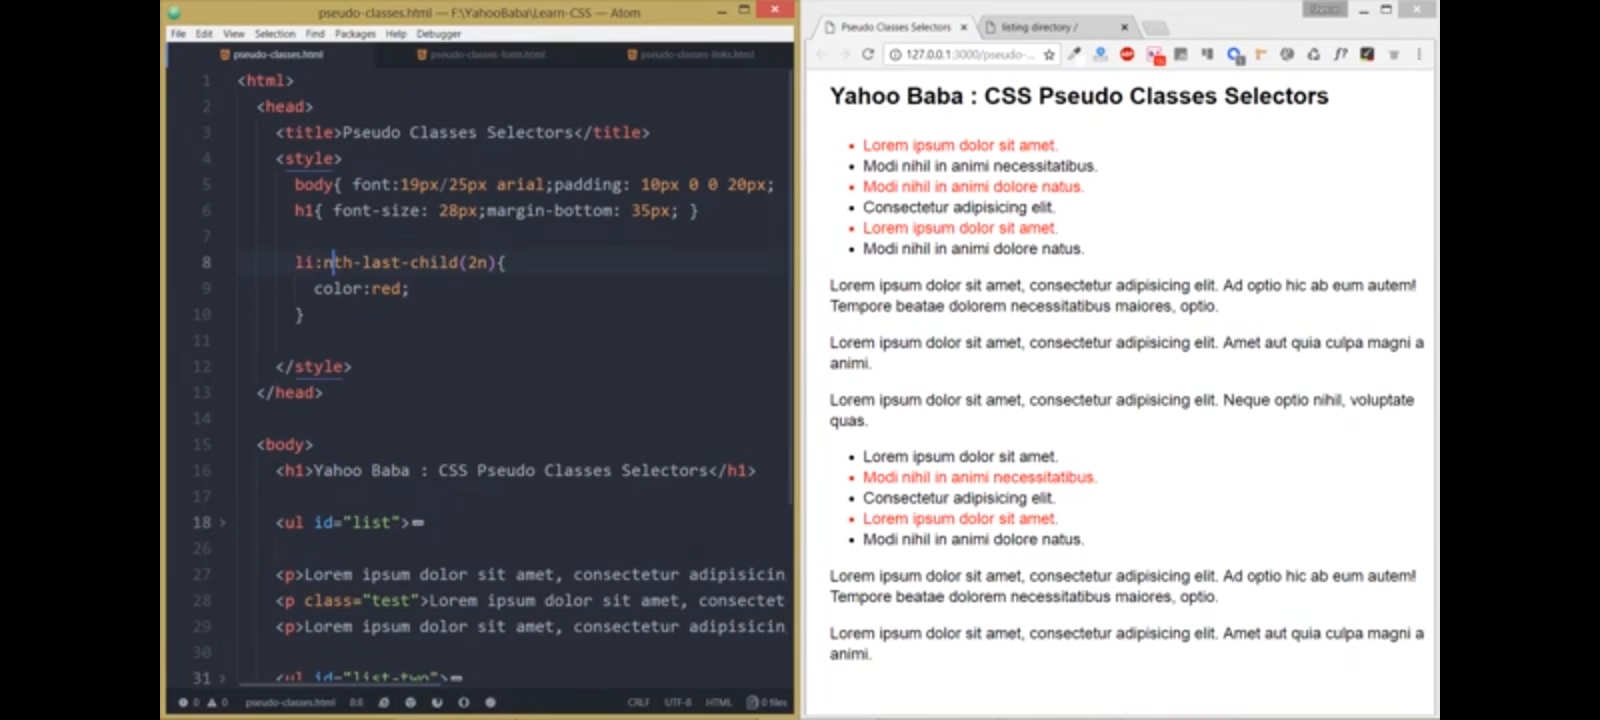 pseudo-classes.html — F:\YahooBaba\Learn-CSS — Atom
File Edit View Selection Find Packages Help Debugger
pseudo-classes.html pseudo-classes-form.html pseudo-classes-links.html
1 <html>
2 <head>
3 <title>Pseudo Classes Selectors</title>
4 <style>
5 body{ font:19px/25px arial;padding: 10px 0 0 20px;
6 h1{ font-size: 28px;margin-bottom: 35px; }
7
8 li:nth-last-child(2n){
9 color:red;
10 }
11
12 </style>
13 </head>
14
15 <body>
16 <h1>Yahoo Baba : CSS Pseudo Classes Selectors</h1>
17
18 > <ul id="list">
26
27 <p>Lorem ipsum dolor sit amet, consectetur adipisicin
28 <p class="test">Lorem ipsum dolor sit amet, consectet
29 <p>Lorem ipsum dolor sit amet, consectetur adipisicin
30
31 > <ul id="list-two">
0 0 pseudo-classes.html 8:8 CRLF UTF-8 HTML 0 files
Pseudo Classes Selectors listing directory /
127.0.0.1:3000/pseudo-...
Yahoo Baba : CSS Pseudo Classes Selectors
Lorem ipsum dolor sit amet.
Modi nihil in animi necessitatibus.
Modi nihil in animi dolore natus.
Consectetur adipisicing elit.
Lorem ipsum dolor sit amet.
Modi nihil in animi dolore natus.
Lorem ipsum dolor sit amet, consectetur adipisicing elit. Ad optio hic ab eum autem!
Tempore beatae dolorem necessitatibus maiores, optio.
Lorem ipsum dolor sit amet, consectetur adipisicing elit. Amet aut quia culpa magni a
animi.
Lorem ipsum dolor sit amet, consectetur adipisicing elit. Neque optio nihil, voluptate
quas.
Lorem ipsum dolor sit amet.
Modi nihil in animi necessitatibus.
Consectetur adipisicing elit.
Lorem ipsum dolor sit amet.
Modi nihil in animi dolore natus.
Lorem ipsum dolor sit amet, consectetur adipisicing elit. Ad optio hic ab eum autem!
Tempore beatae dolorem necessitatibus maiores, optio.
Lorem ipsum dolor sit amet, consectetur adipisicing elit. Amet aut quia culpa magni a
animi.